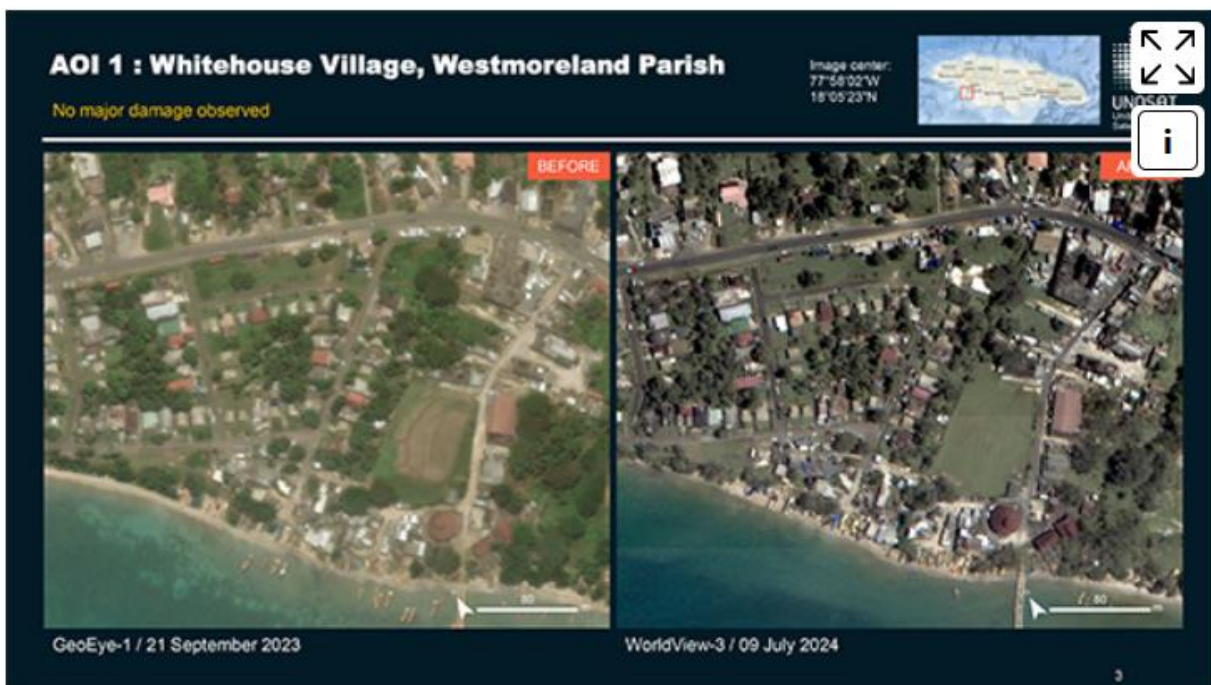 AOI 1 : Whitehouse Village, Westmoreland Parish
No major damage observed
Image center:
77°58'02"W
18°05'23"N
UNOSAT
i
BEFORE
80
80
GeoEye-1 / 21 September 2023
WorldView-3 / 09 July 2024
3